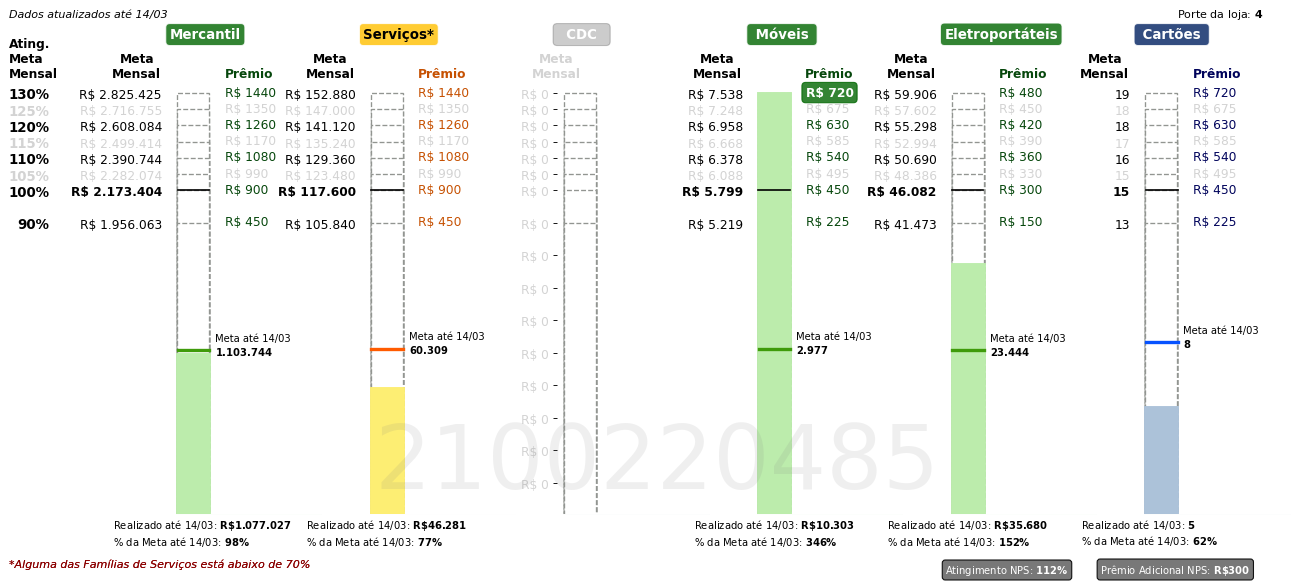 Dados atualizados até 14/03
Porte da loja: 4
Mercantil Serviços* CDC Móveis Eletroportáteis Cartões
Ating. Meta Mensal
Meta Mensal Prêmio Meta Mensal Prêmio Meta Mensal Meta Mensal Prêmio Meta Mensal Prêmio Meta Mensal Prêmio
130% R$ 2.825.425 R$ 1440 R$ 152.880 R$ 1440 R$ 0 R$ 7.538 R$ 720 R$ 59.906 R$ 480 19 R$ 720
125% R$ 2.716.755 R$ 1350 R$ 147.000 R$ 1350 R$ 0 R$ 7.248 R$ 675 R$ 57.602 R$ 450 18 R$ 675
120% R$ 2.608.084 R$ 1260 R$ 141.120 R$ 1260 R$ 0 R$ 6.958 R$ 630 R$ 55.298 R$ 420 18 R$ 630
115% R$ 2.499.414 R$ 1170 R$ 135.240 R$ 1170 R$ 0 R$ 6.668 R$ 585 R$ 52.994 R$ 390 17 R$ 585
110% R$ 2.390.744 R$ 1080 R$ 129.360 R$ 1080 R$ 0 R$ 6.378 R$ 540 R$ 50.690 R$ 360 16 R$ 540
105% R$ 2.282.074 R$ 990 R$ 123.480 R$ 990 R$ 0 R$ 6.088 R$ 495 R$ 48.386 R$ 330 15 R$ 495
100% R$ 2.173.404 R$ 900 R$ 117.600 R$ 900 R$ 0 R$ 5.799 R$ 450 R$ 46.082 R$ 300 15 R$ 450
90% R$ 1.956.063 R$ 450 R$ 105.840 R$ 450 R$ 0 R$ 5.219 R$ 225 R$ 41.473 R$ 150 13 R$ 225
R$ 0
R$ 0
R$ 0
R$ 0
R$ 0
R$ 0
R$ 0
R$ 0
Meta até 14/03 1.103.744
Meta até 14/03 60.309
Meta até 14/03 2.977
Meta até 14/03 23.444
Meta até 14/03 8
2100220485
Realizado até 14/03: R$1.077.027 Realizado até 14/03: R$46.281 Realizado até 14/03: R$10.303 Realizado até 14/03: R$35.680 Realizado até 14/03: 5
% da Meta até 14/03: 98% % da Meta até 14/03: 77% % da Meta até 14/03: 346% % da Meta até 14/03: 152% % da Meta até 14/03: 62%
*Alguma das Famílias de Serviços está abaixo de 70%
Atingimento NPS: 112% Prêmio Adicional NPS: R$300